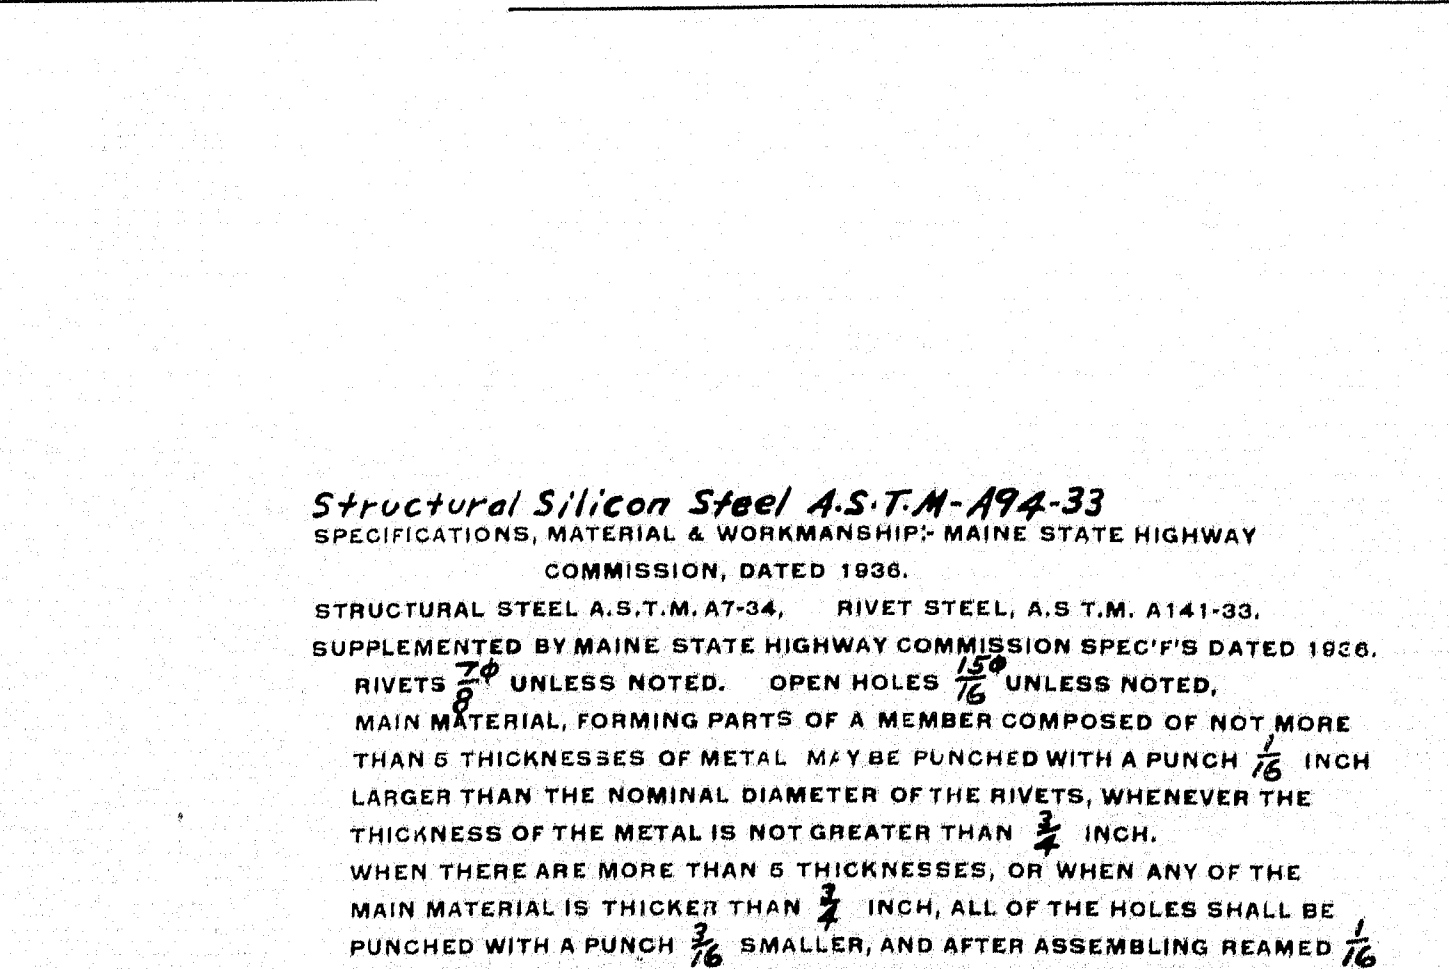 Structural Silicon Steel A.S.T.M-A94-33
SPECIFICATIONS, MATERIAL & WORKMANSHIP:- MAINE STATE HIGHWAY
COMMISSION, DATED 1936.
STRUCTURAL STEEL A.S.T.M. A7-34, RIVET STEEL, A.S T.M. A141-33.
SUPPLEMENTED BY MAINE STATE HIGHWAY COMMISSION SPEC'F'S DATED 1936.
RIVETS 7/8 ϕ UNLESS NOTED. OPEN HOLES 15/16 ϕ UNLESS NOTED,
MAIN MATERIAL, FORMING PARTS OF A MEMBER COMPOSED OF NOT MORE
THAN 5 THICKNESSES OF METAL MAY BE PUNCHED WITH A PUNCH 1/16 INCH
LARGER THAN THE NOMINAL DIAMETER OF THE RIVETS, WHENEVER THE
THICKNESS OF THE METAL IS NOT GREATER THAN 3/4 INCH.
WHEN THERE ARE MORE THAN 5 THICKNESSES, OR WHEN ANY OF THE
MAIN MATERIAL IS THICKER THAN 3/4 INCH, ALL OF THE HOLES SHALL BE
PUNCHED WITH A PUNCH 3/16 SMALLER, AND AFTER ASSEMBLING REAMED 1/16